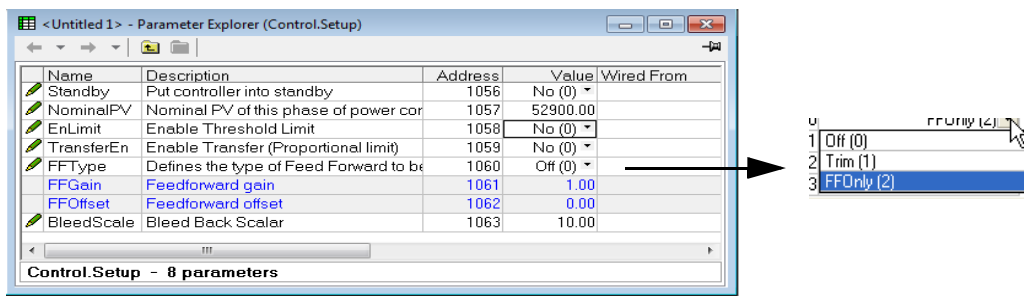 <Untitled 1> - Parameter Explorer (Control.Setup)
Name Description Address Value Wired From
Standby Put controller into standby 1056 No (0)
NominalPV Nominal PV of this phase of power cor 1057 52900.00
EnLimit Enable Threshold Limit 1058 No (0)
TransferEn Enable Transfer (Proportional limit) 1059 No (0)
FFType Defines the type of Feed Forward to be 1060 Off (0)
FFGain Feedforward gain 1061 1.00
FFOffset Feedforward offset 1062 0.00
BleedScale Bleed Back Scalar 1063 10.00
Control.Setup - 8 parameters
0 FFOnly (2)
1 Off (0)
2 Trim (1)
3 FFOnly (2)